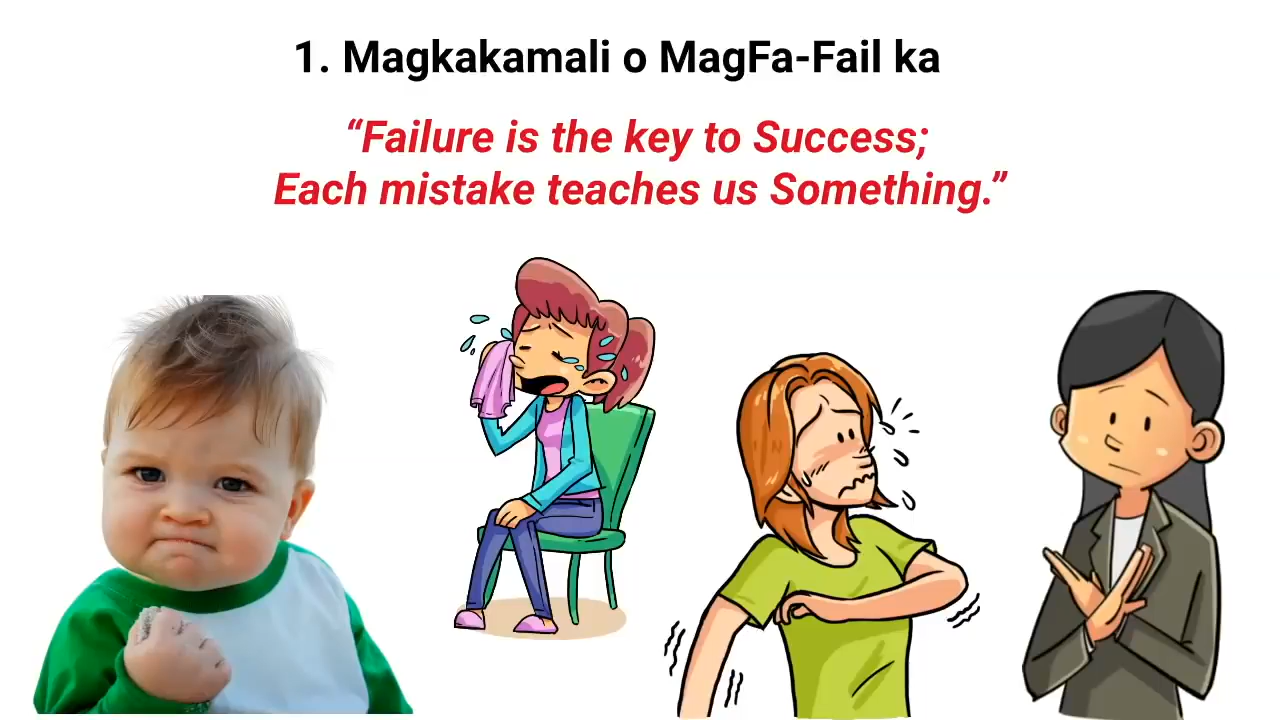 1. Magkakamali o MagFa-Fail ka
“Failure is the key to Success;
Each mistake teaches us Something.”